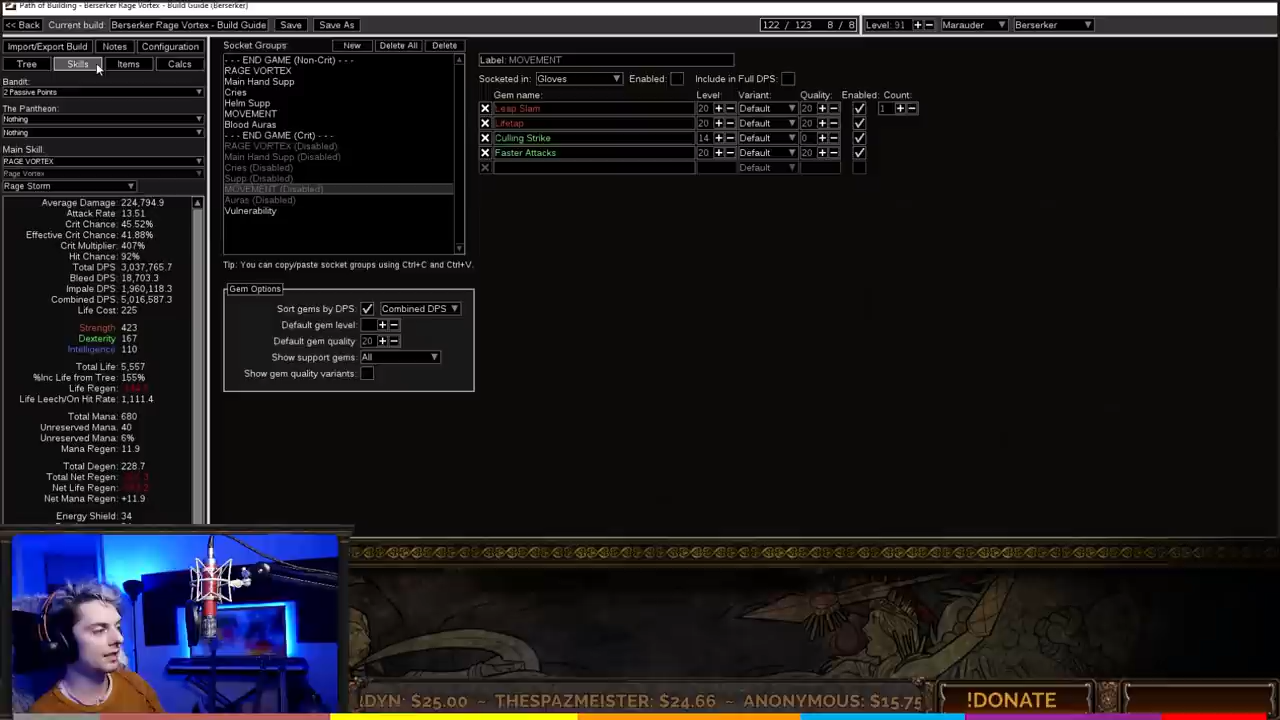 Path of Building - Berserker Rage Vortex - Build Guide (Berserker)
<< Back Current build: Berserker Rage Vortex - Build Guide Save Save As 122 / 123 8 / 8 Level: 91 + - Marauder Berserker
Import/Export Build Notes Configuration
Tree Skills Items Calcs
Bandit:
2 Passive Points
The Pantheon:
Nothing
Nothing
Main Skill:
RAGE VORTEX
Rage Vortex
Rage Storm
Average Damage: 224,794.9
Attack Rate: 13.51
Crit Chance: 45.52%
Effective Crit Chance: 41.88%
Crit Multiplier: 407%
Hit Chance: 92%
Total DPS: 3,037,765.7
Bleed DPS: 18,703.3
Impale DPS: 1,960,118.3
Combined DPS: 5,016,587.3
Life Cost: 225
Strength: 423
Dexterity: 167
Intelligence: 110
Total Life: 5,557
%Inc Life from Tree: 155%
Life Regen:
Life Leech/On Hit Rate: 1,111.4
Total Mana: 680
Unreserved Mana: 40
Unreserved Mana: 6%
Mana Regen: 11.9
Total Degen: 228.7
Total Net Regen:
Net Life Regen:
Net Mana Regen: +11.9
Energy Shield: 34
Socket Groups: New Delete All Delete
- - - END GAME (Non-Crit) - - -
RAGE VORTEX
Main Hand Supp
Cries
Helm Supp
MOVEMENT
Blood Auras
- - - END GAME (Crit) - - -
RAGE VORTEX (Disabled)
Main Hand Supp (Disabled)
Cries (Disabled)
Supp (Disabled)
MOVEMENT (Disabled)
Auras (Disabled)
Vulnerability
Tip: You can copy/paste socket groups using Ctrl+C and Ctrl+V.
Gem Options
Sort gems by DPS: Combined DPS
Default gem level: + -
Default gem quality: 20 + -
Show support gems: All
Show gem quality variants:
Label: MOVEMENT
Socketed in: Gloves Enabled: Include in Full DPS:
Gem name: Level: Variant: Quality: Enabled: Count:
Leap Slam 20 + - Default 20 + - 1 + -
Lifetap 20 + - Default 20 + -
Culling Strike 14 + - Default 0 + -
Faster Attacks 20 + - Default 20 + -
Default
DYN: $25.00 - THESPAZMEISTER: $24.66 - ANONYMOUS: $15.75
!DONATE